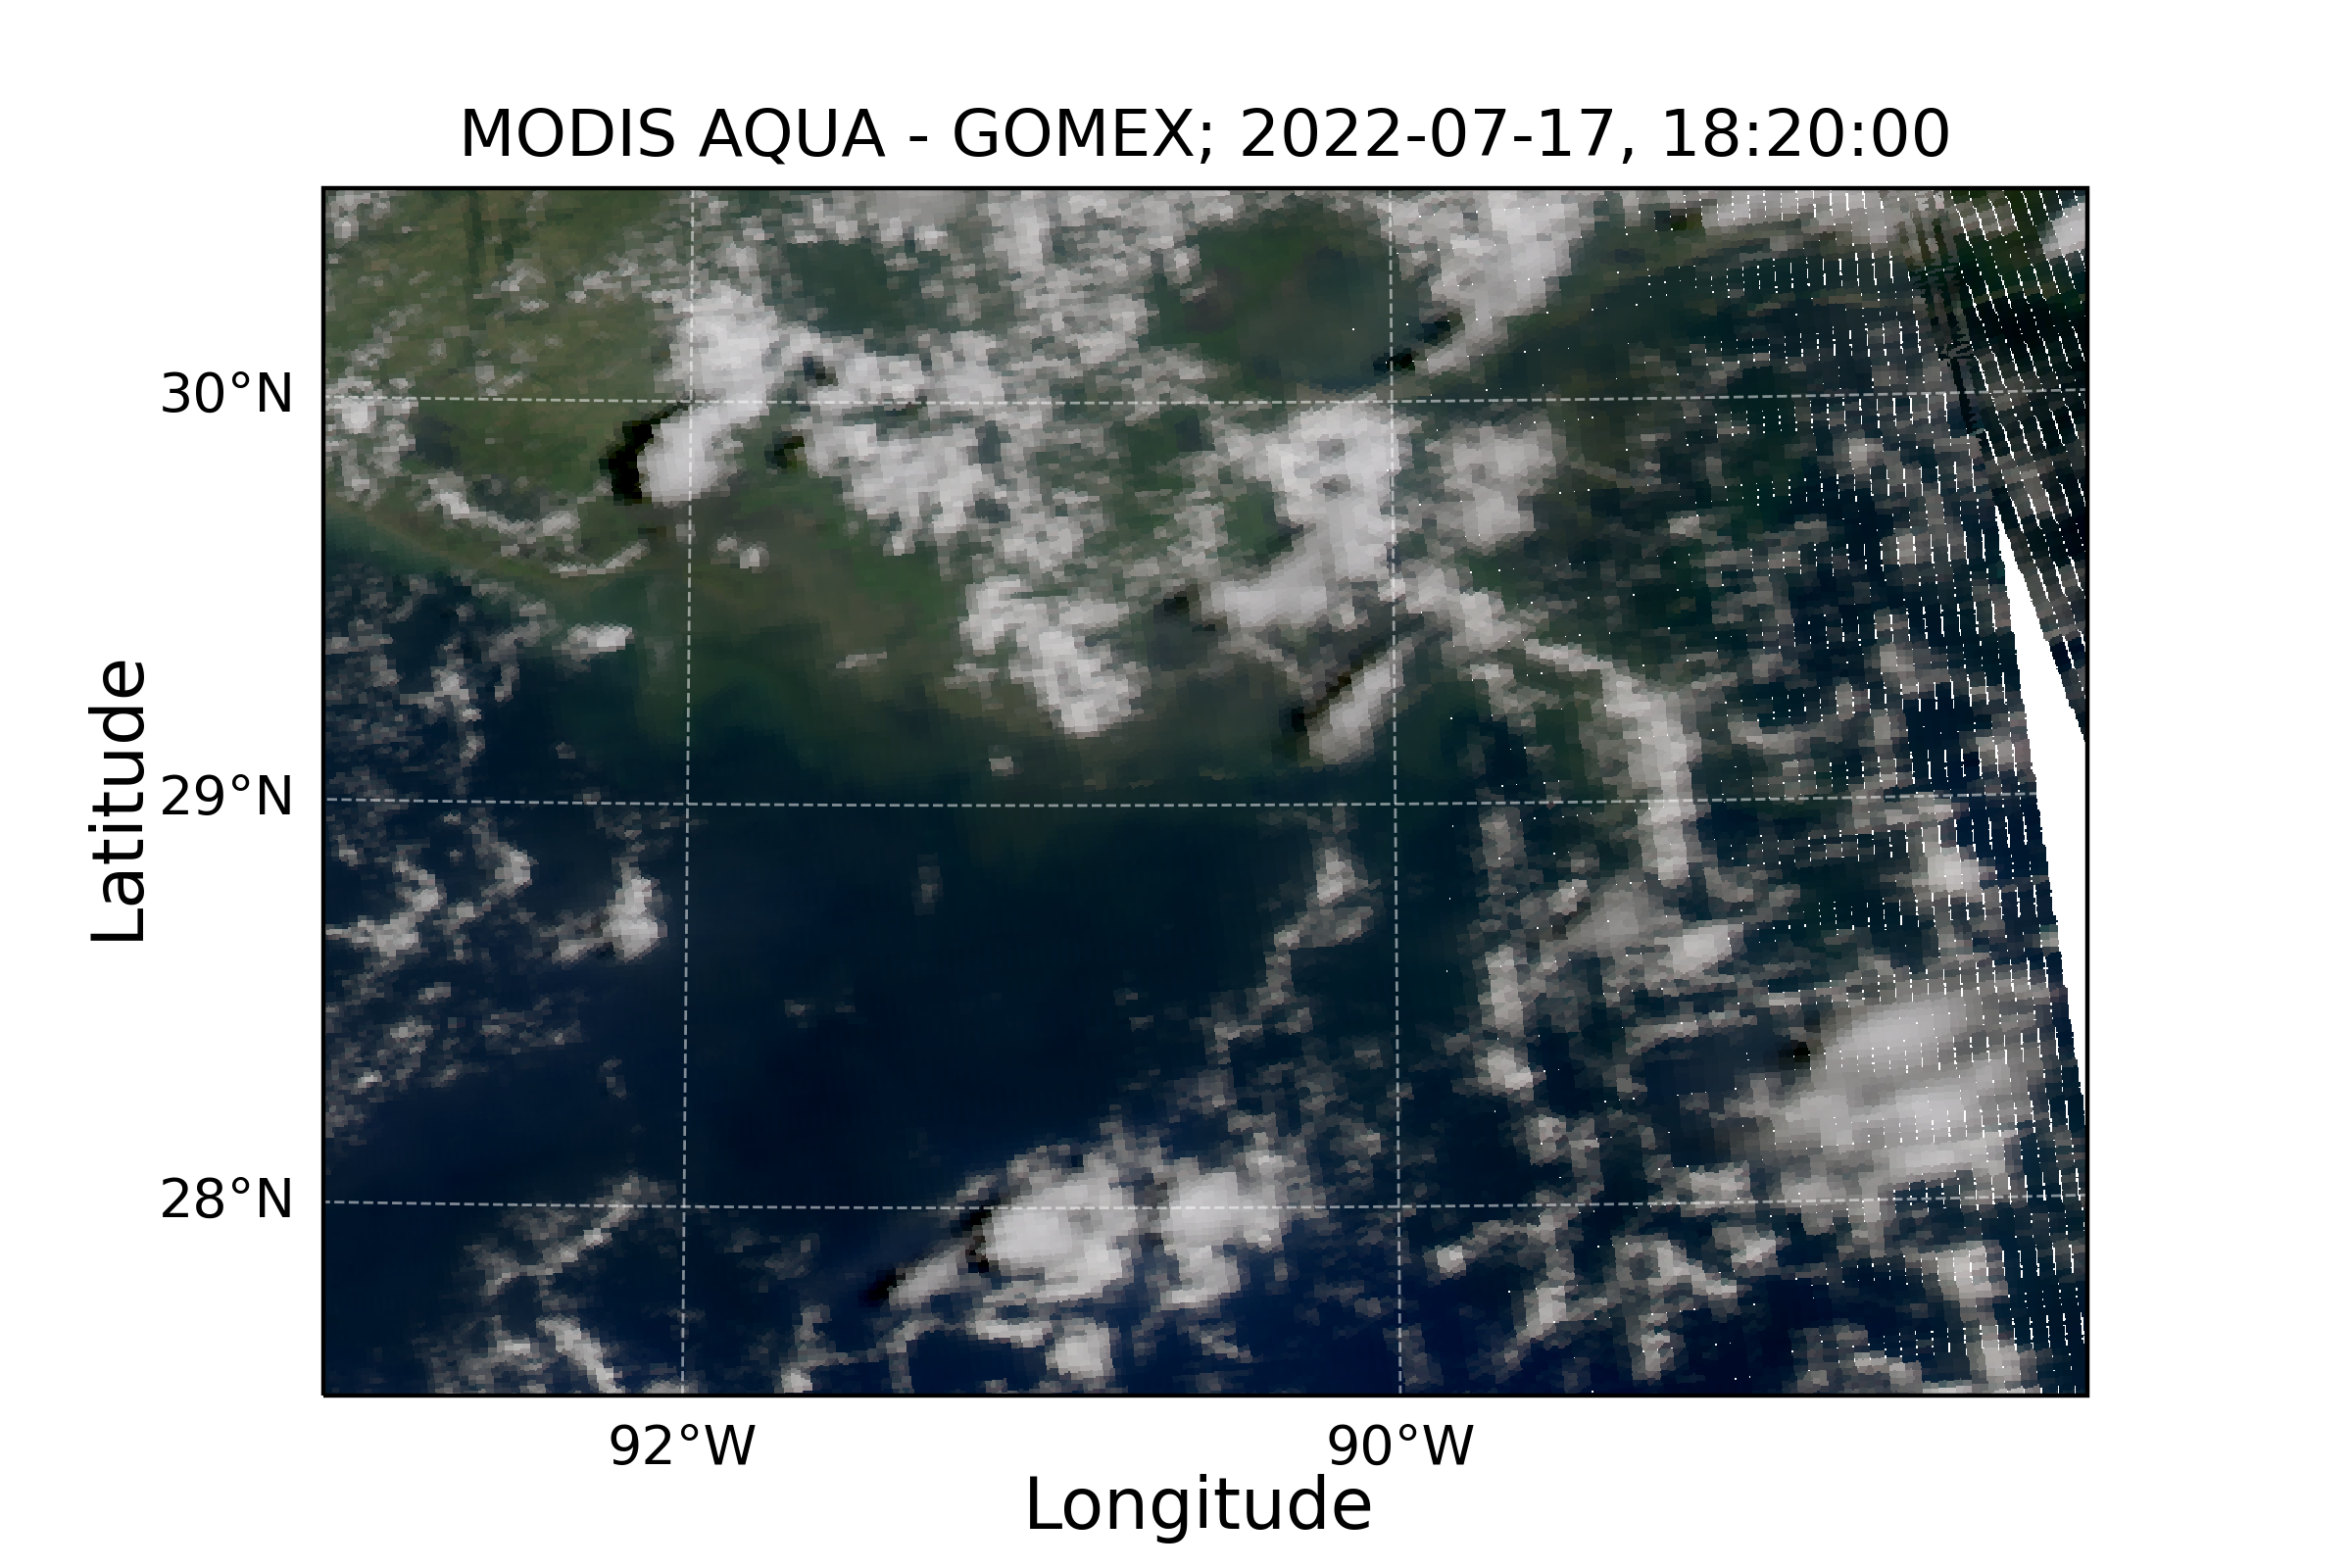 MODIS AQUA - GOMEX; 2022-07-17, 18:20:00
30°N
29°N
28°N
Latitude
92°W
90°W
Longitude